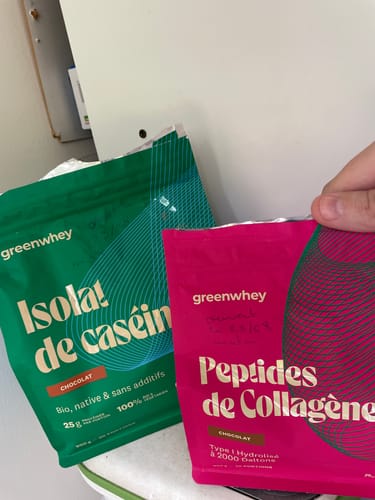 greenwhey
Isolat
de caséin
CHOCOLAT
Bio, native & sans additifs
25g
100%
greenwhey
Peptides
de Collagène
CHOCOLAT
Type I Hydrolisé
à 2000 Daltons